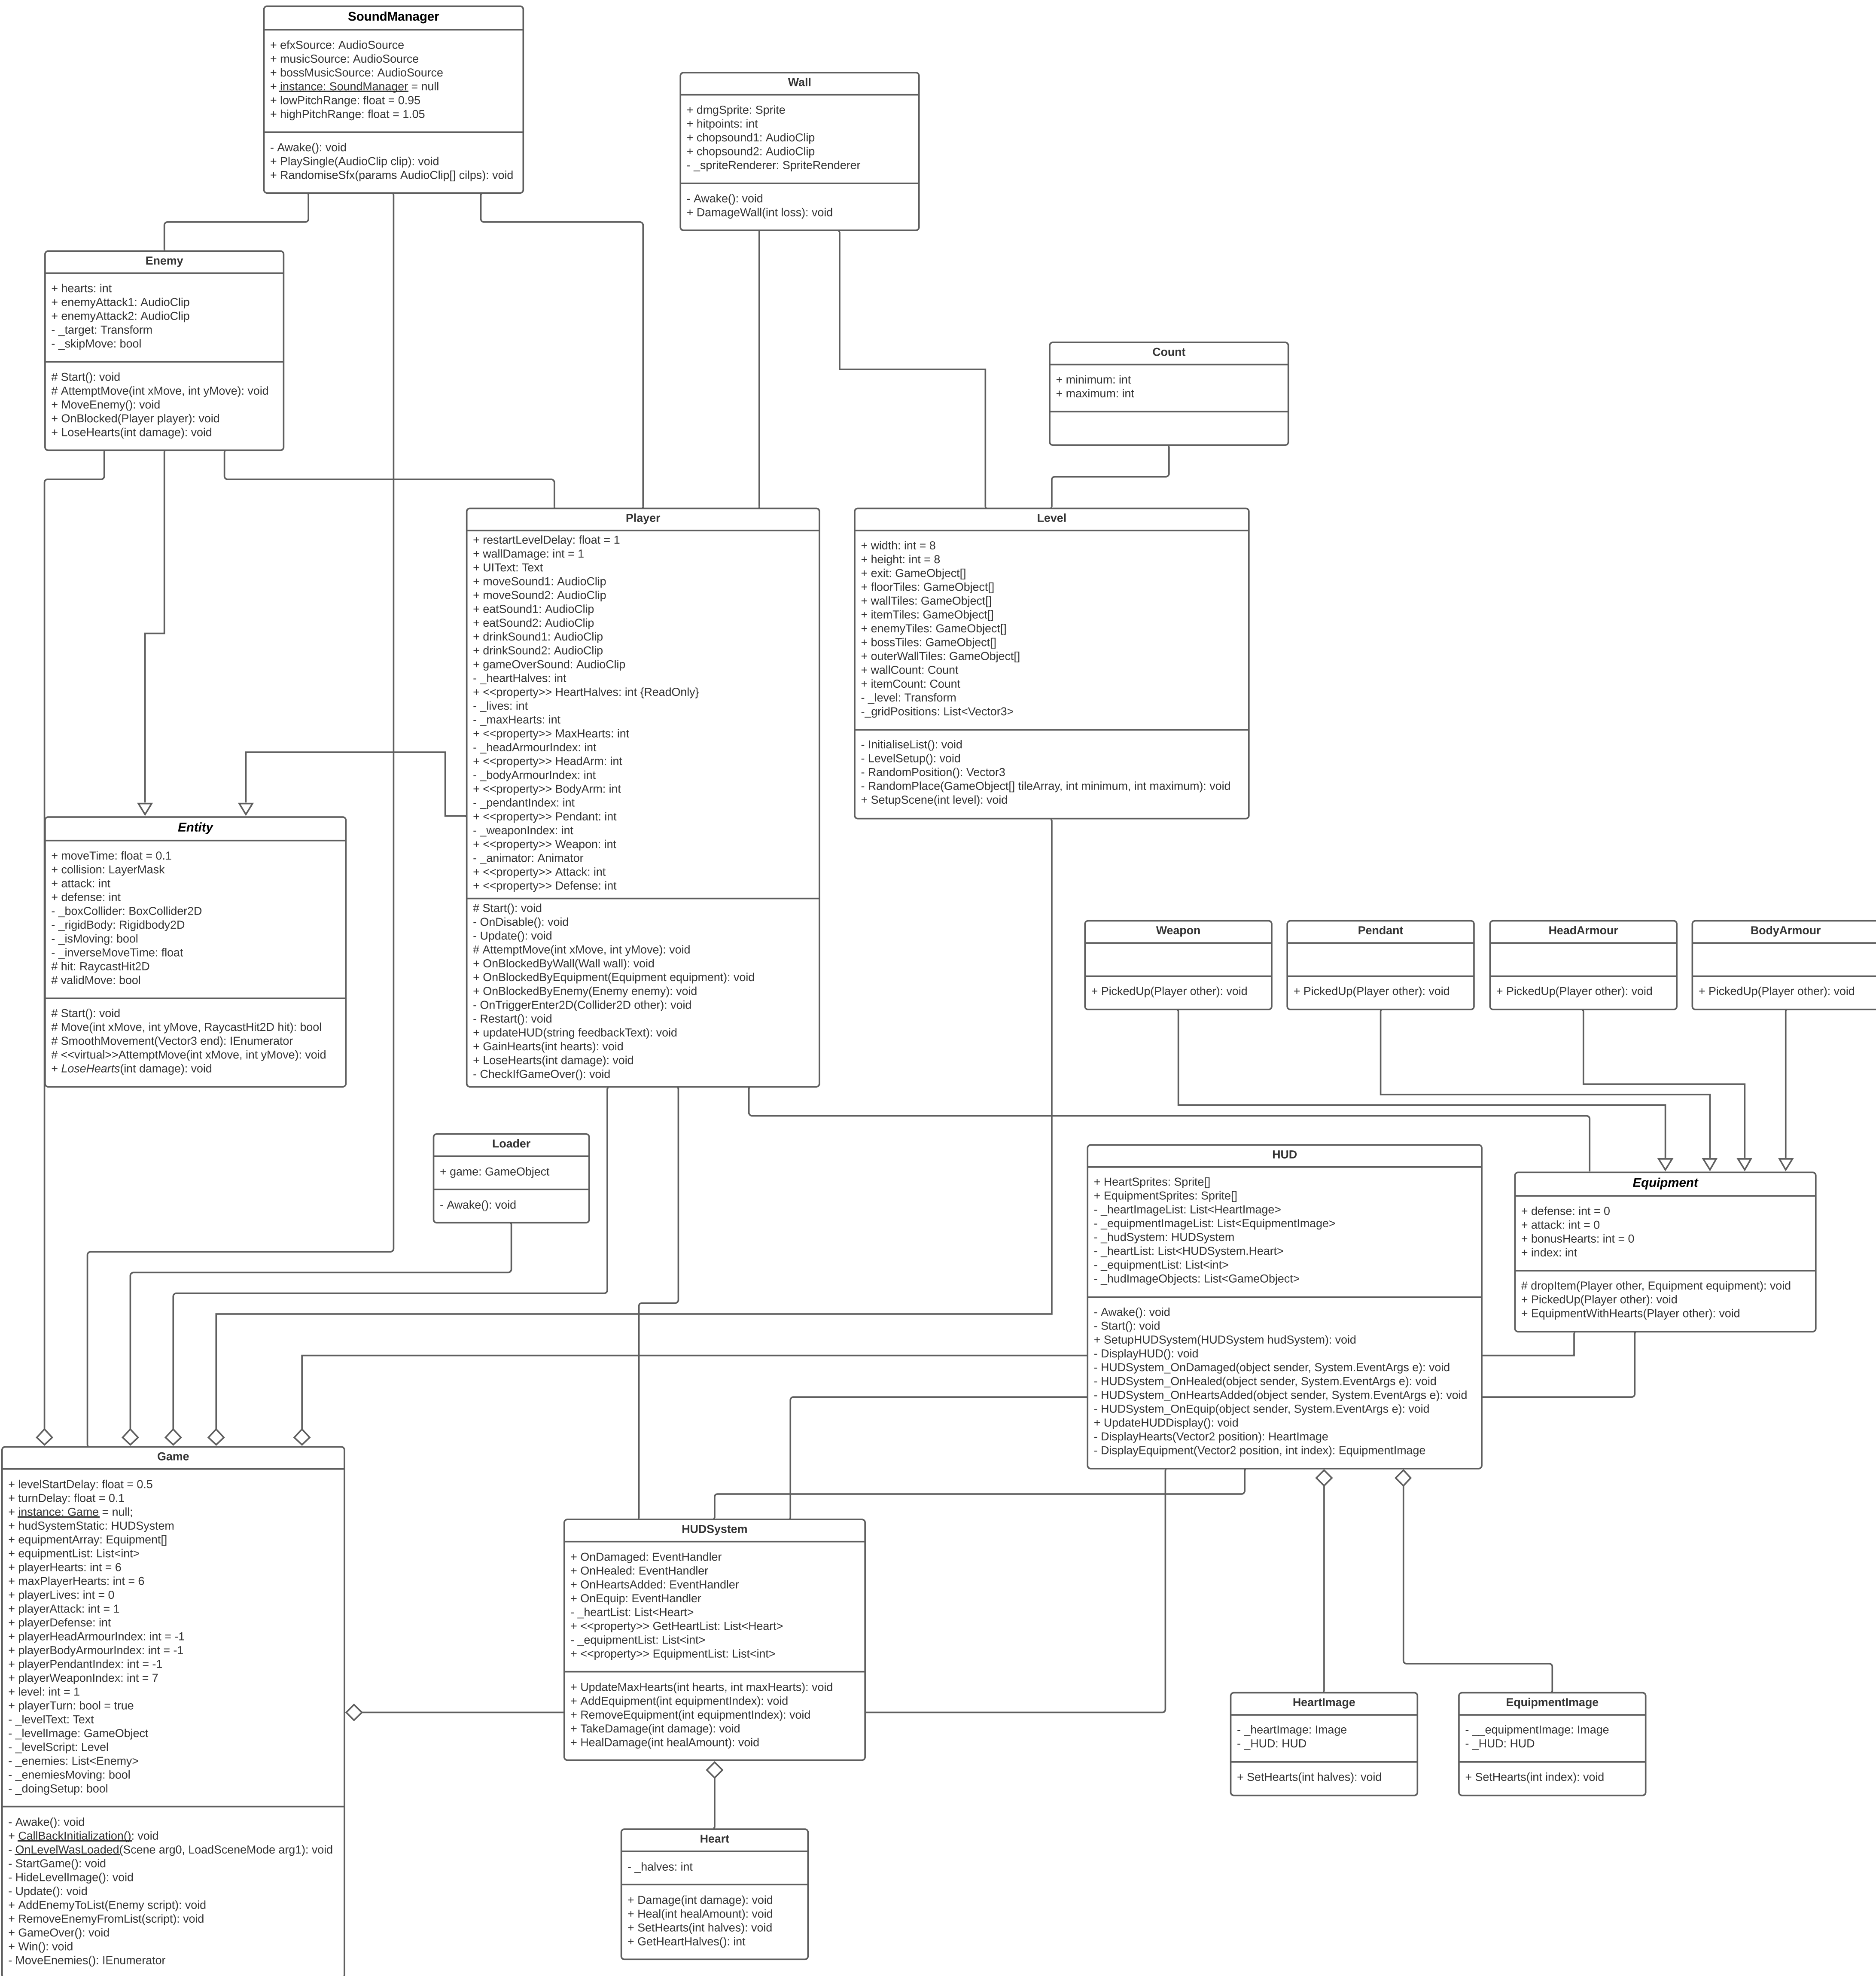 SoundManager
+ efxSource: AudioSource
+ musicSource: AudioSource
+ bossMusicSource: AudioSource
+ instance: SoundManager = null
+ lowPitchRange: float = 0.95
+ highPitchRange: float = 1.05
- Awake(): void
+ PlaySingle(AudioClip clip): void
+ RandomiseSfx(params AudioClip[] cilps): void
Wall
+ dmgSprite: Sprite
+ hitpoints: int
+ chopsound1: AudioClip
+ chopsound2: AudioClip
- _spriteRenderer: SpriteRenderer
- Awake(): void
+ DamageWall(int loss): void
Enemy
+ hearts: int
+ enemyAttack1: AudioClip
+ enemyAttack2: AudioClip
- _target: Transform
- _skipMove: bool
# Start(): void
# AttemptMove(int xMove, int yMove): void
+ MoveEnemy(): void
+ OnBlocked(Player player): void
+ LoseHearts(int damage): void
Count
+ minimum: int
+ maximum: int
Player
+ restartLevelDelay: float = 1
+ wallDamage: int = 1
+ UIText: Text
+ moveSound1: AudioClip
+ moveSound2: AudioClip
+ eatSound1: AudioClip
+ eatSound2: AudioClip
+ drinkSound1: AudioClip
+ drinkSound2: AudioClip
+ gameOverSound: AudioClip
- _heartHalves: int
+ <<property>> HeartHalves: int {ReadOnly}
- _lives: int
- _maxHearts: int
+ <<property>> MaxHearts: int
- _headArmourIndex: int
+ <<property>> HeadArm: int
- _bodyArmourIndex: int
+ <<property>> BodyArm: int
- _pendantIndex: int
+ <<property>> Pendant: int
- _weaponIndex: int
+ <<property>> Weapon: int
- _animator: Animator
+ <<property>> Attack: int
+ <<property>> Defense: int
# Start(): void
- OnDisable(): void
- Update(): void
# AttemptMove(int xMove, int yMove): void
+ OnBlockedByWall(Wall wall): void
+ OnBlockedByEquipment(Equipment equipment): void
+ OnBlockedByEnemy(Enemy enemy): void
- OnTriggerEnter2D(Collider2D other): void
- Restart(): void
+ updateHUD(string feedbackText): void
+ GainHearts(int hearts): void
+ LoseHearts(int damage): void
- CheckIfGameOver(): void
Level
+ width: int = 8
+ height: int = 8
+ exit: GameObject[]
+ floorTiles: GameObject[]
+ wallTiles: GameObject[]
+ itemTiles: GameObject[]
+ enemyTiles: GameObject[]
+ bossTiles: GameObject[]
+ outerWallTiles: GameObject[]
+ wallCount: Count
+ itemCount: Count
- _level: Transform
-_gridPositions: List<Vector3>
- InitialiseList(): void
- LevelSetup(): void
- RandomPosition(): Vector3
- RandomPlace(GameObject[] tileArray, int minimum, int maximum): void
+ SetupScene(int level): void
Entity
+ moveTime: float = 0.1
+ collision: LayerMask
+ attack: int
+ defense: int
- _boxCollider: BoxCollider2D
- _rigidBody: Rigidbody2D
- _isMoving: bool
- _inverseMoveTime: float
# hit: RaycastHit2D
# validMove: bool
# Start(): void
# Move(int xMove, int yMove, RaycastHit2D hit): bool
# SmoothMovement(Vector3 end): IEnumerator
# <<virtual>>AttemptMove(int xMove, int yMove): void
+ LoseHearts(int damage): void
Weapon
+ PickedUp(Player other): void
Pendant
+ PickedUp(Player other): void
HeadArmour
+ PickedUp(Player other): void
BodyArmour
+ PickedUp(Player other): void
Loader
+ game: GameObject
- Awake(): void
HUD
+ HeartSprites: Sprite[]
+ EquipmentSprites: Sprite[]
- _heartImageList: List<HeartImage>
- _equipmentImageList: List<EquipmentImage>
- _hudSystem: HUDSystem
- _heartList: List<HUDSystem.Heart>
- _equipmentList: List<int>
- _hudImageObjects: List<GameObject>
- Awake(): void
- Start(): void
+ SetupHUDSystem(HUDSystem hudSystem): void
- DisplayHUD(): void
- HUDSystem_OnDamaged(object sender, System.EventArgs e): void
- HUDSystem_OnHealed(object sender, System.EventArgs e): void
- HUDSystem_OnHeartsAdded(object sender, System.EventArgs e): void
- HUDSystem_OnEquip(object sender, System.EventArgs e): void
+ UpdateHUDDisplay(): void
- DisplayHearts(Vector2 position): HeartImage
- DisplayEquipment(Vector2 position, int index): EquipmentImage
Equipment
+ defense: int = 0
+ attack: int = 0
+ bonusHearts: int = 0
+ index: int
# dropItem(Player other, Equipment equipment): void
+ PickedUp(Player other): void
+ EquipmentWithHearts(Player other): void
Game
+ levelStartDelay: float = 0.5
+ turnDelay: float = 0.1
+ instance: Game = null;
+ hudSystemStatic: HUDSystem
+ equipmentArray: Equipment[]
+ equipmentList: List<int>
+ playerHearts: int = 6
+ maxPlayerHearts: int = 6
+ playerLives: int = 0
+ playerAttack: int = 1
+ playerDefense: int
+ playerHeadArmourIndex: int = -1
+ playerBodyArmourIndex: int = -1
+ playerPendantIndex: int = -1
+ playerWeaponIndex: int = 7
+ level: int = 1
+ playerTurn: bool = true
- _levelText: Text
- _levelImage: GameObject
- _levelScript: Level
- _enemies: List<Enemy>
- _enemiesMoving: bool
- _doingSetup: bool
- Awake(): void
+ CallBackInitialization(): void
- OnLevelWasLoaded(Scene arg0, LoadSceneMode arg1): void
- StartGame(): void
- HideLevelImage(): void
- Update(): void
+ AddEnemyToList(Enemy script): void
+ RemoveEnemyFromList(script): void
+ GameOver(): void
+ Win(): void
- MoveEnemies(): IEnumerator
HUDSystem
+ OnDamaged: EventHandler
+ OnHealed: EventHandler
+ OnHeartsAdded: EventHandler
+ OnEquip: EventHandler
- _heartList: List<Heart>
+ <<property>> GetHeartList: List<Heart>
- _equipmentList: List<int>
+ <<property>> EquipmentList: List<int>
+ UpdateMaxHearts(int hearts, int maxHearts): void
+ AddEquipment(int equipmentIndex): void
+ RemoveEquipment(int equipmentIndex): void
+ TakeDamage(int damage): void
+ HealDamage(int healAmount): void
HeartImage
- _heartImage: Image
- _HUD: HUD
+ SetHearts(int halves): void
EquipmentImage
- __equipmentImage: Image
- _HUD: HUD
+ SetHearts(int index): void
Heart
- _halves: int
+ Damage(int damage): void
+ Heal(int healAmount): void
+ SetHearts(int halves): void
+ GetHeartHalves(): int